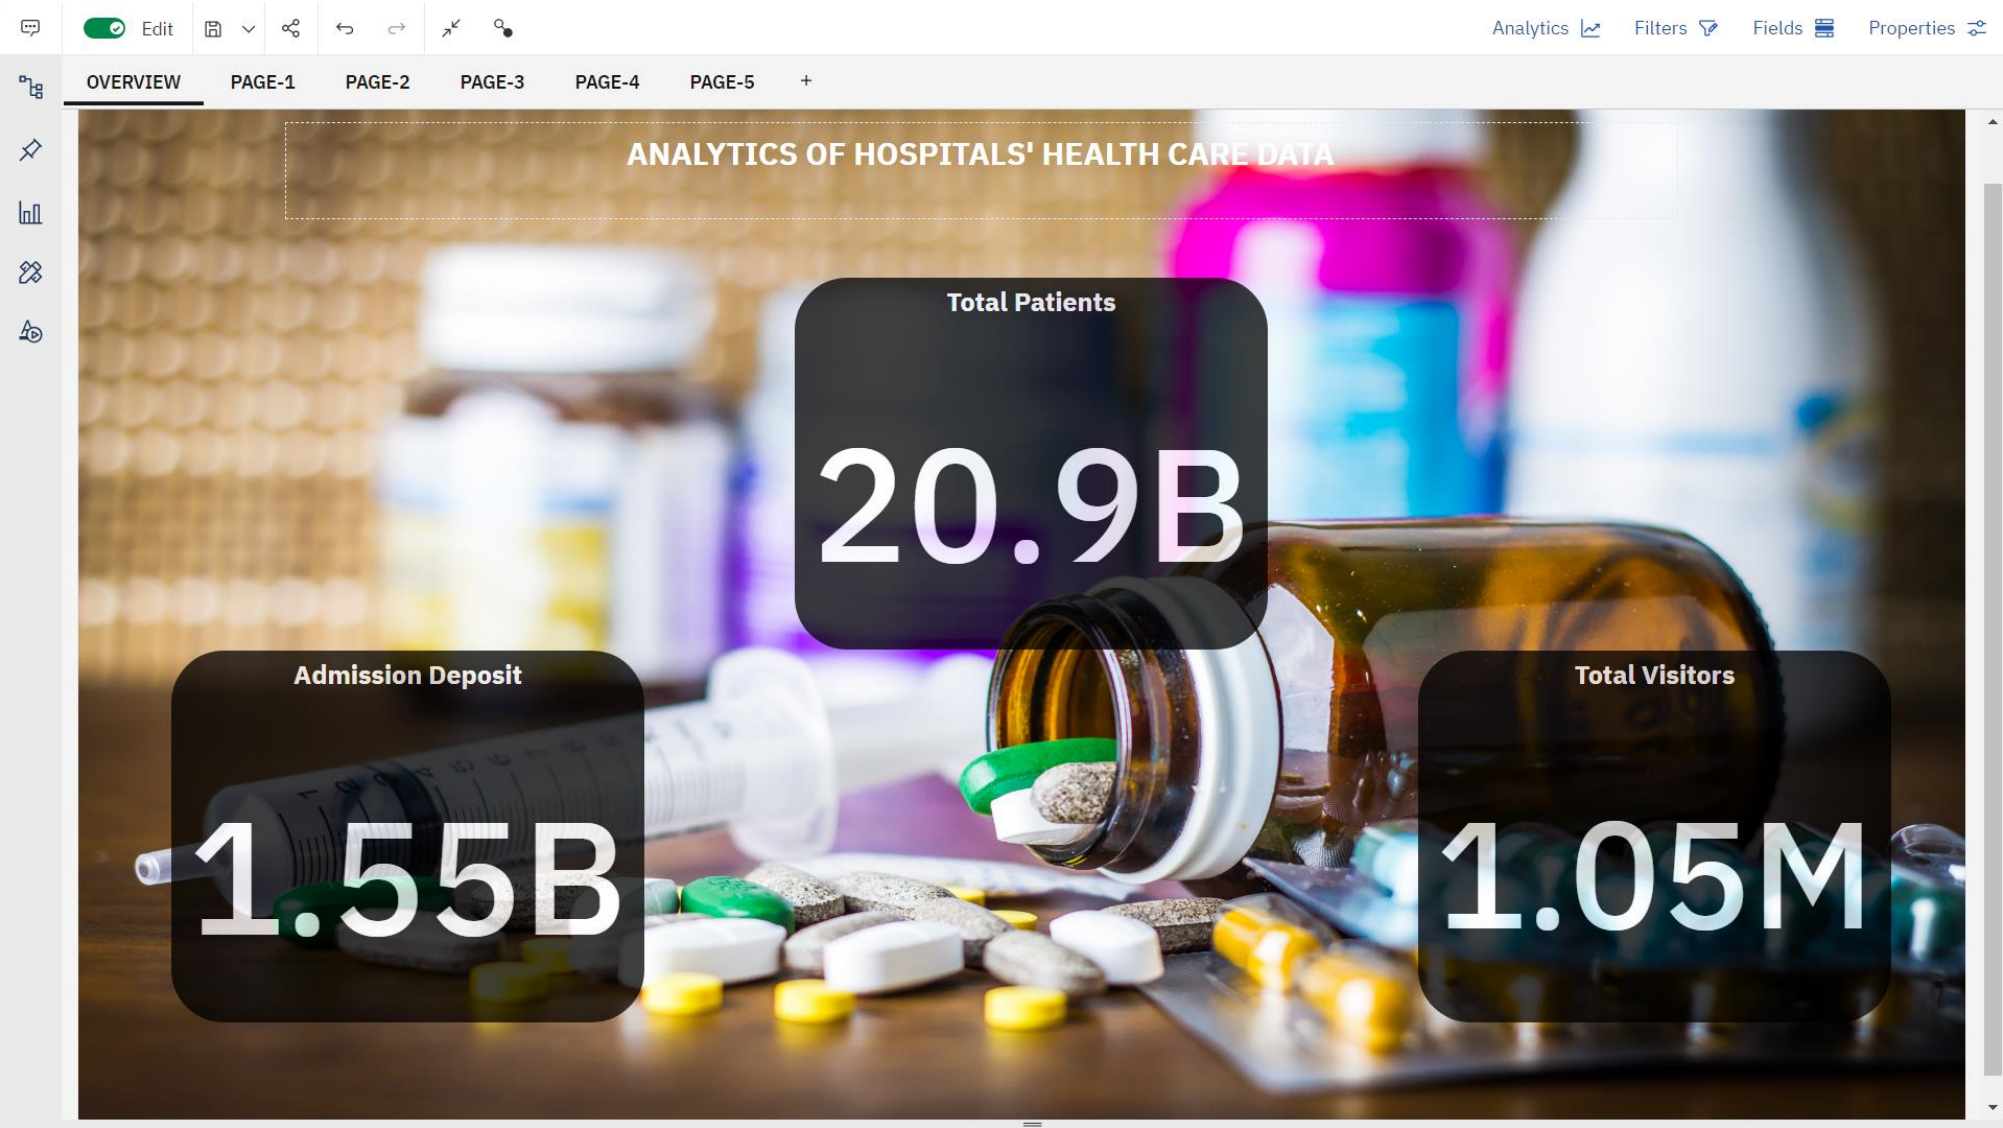 Edit
Analytics
Filters
Fields
Properties
OVERVIEW
PAGE-1
PAGE-2
PAGE-3
PAGE-4
PAGE-5
+
ANALYTICS OF HOSPITALS' HEALTH CARE DATA
Total Patients
20.9B
Admission Deposit
1.55B
Total Visitors
1.05M